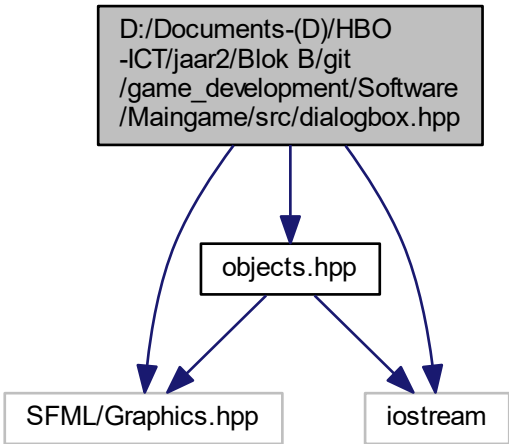 D:/Documents-(D)/HBO
-ICT/jaar2/Blok B/git
/game_development/Software
/Maingame/src/dialogbox.hpp
objects.hpp
SFML/Graphics.hpp
iostream